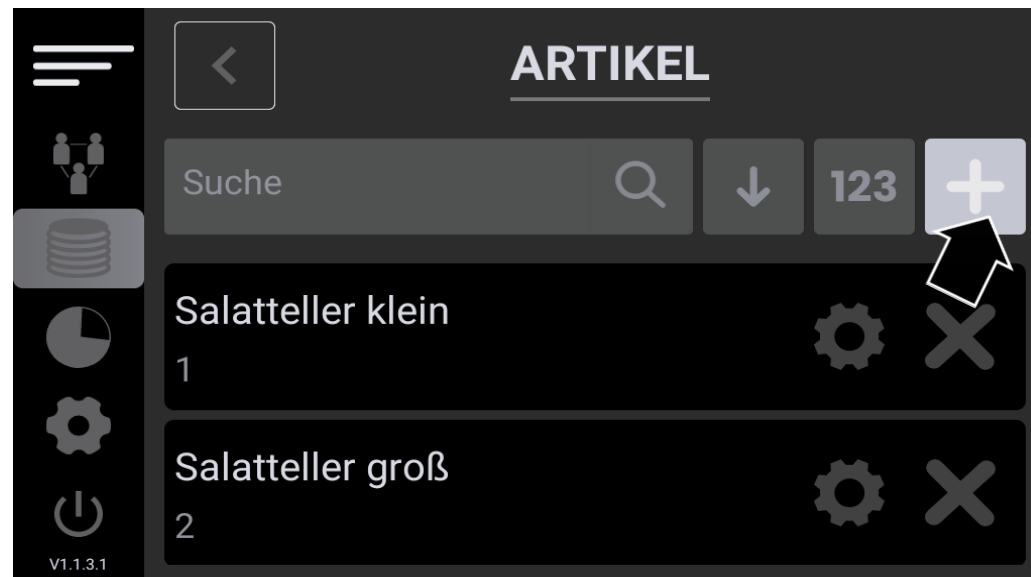 ARTIKEL
Suche
123
Salatteller klein
1
Salatteller groß
2
V1.1.3.1